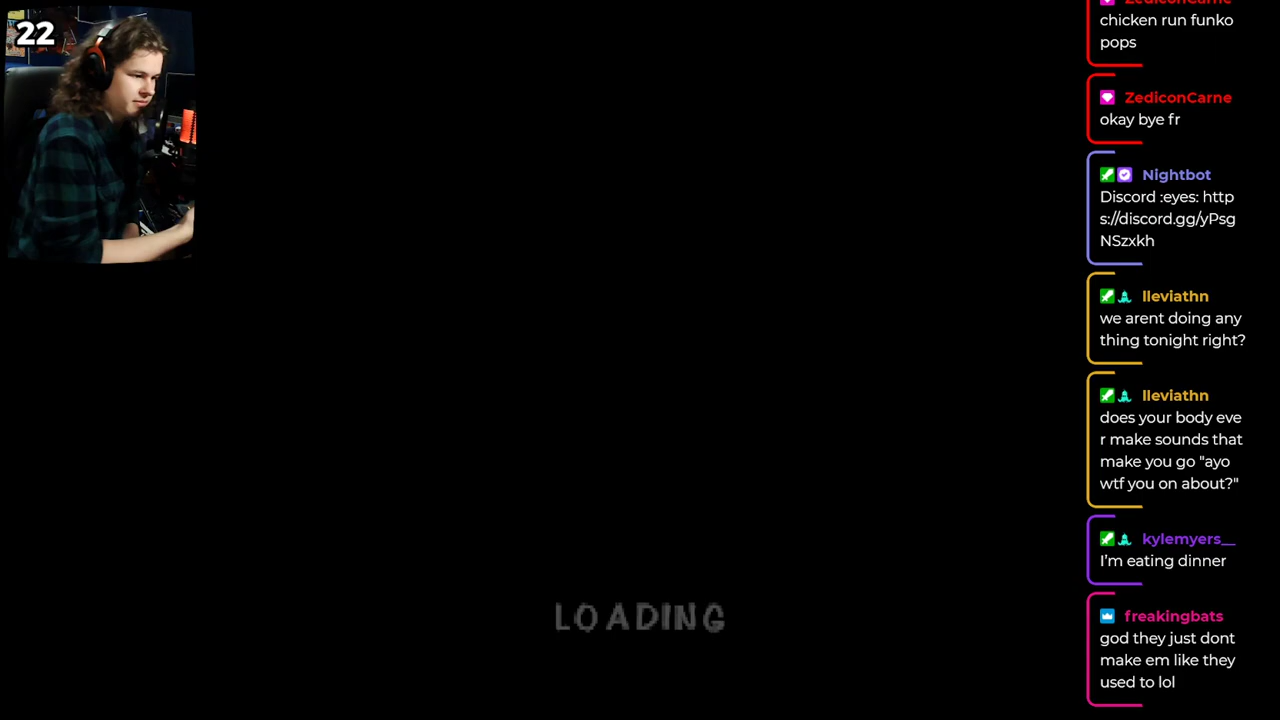 22
ZediconCarne
chicken run funko
pops
ZediconCarne
okay bye fr
Nightbot
Discord :eyes: http
s://discord.gg/yPsg
NSzxkh
lleviathn
we arent doing any
thing tonight right?
lleviathn
does your body eve
r make sounds that
make you go "ayo
wtf you on about?"
kylemyers__
I'm eating dinner
freakingbats
god they just dont
make em like they
used to lol
LOADING